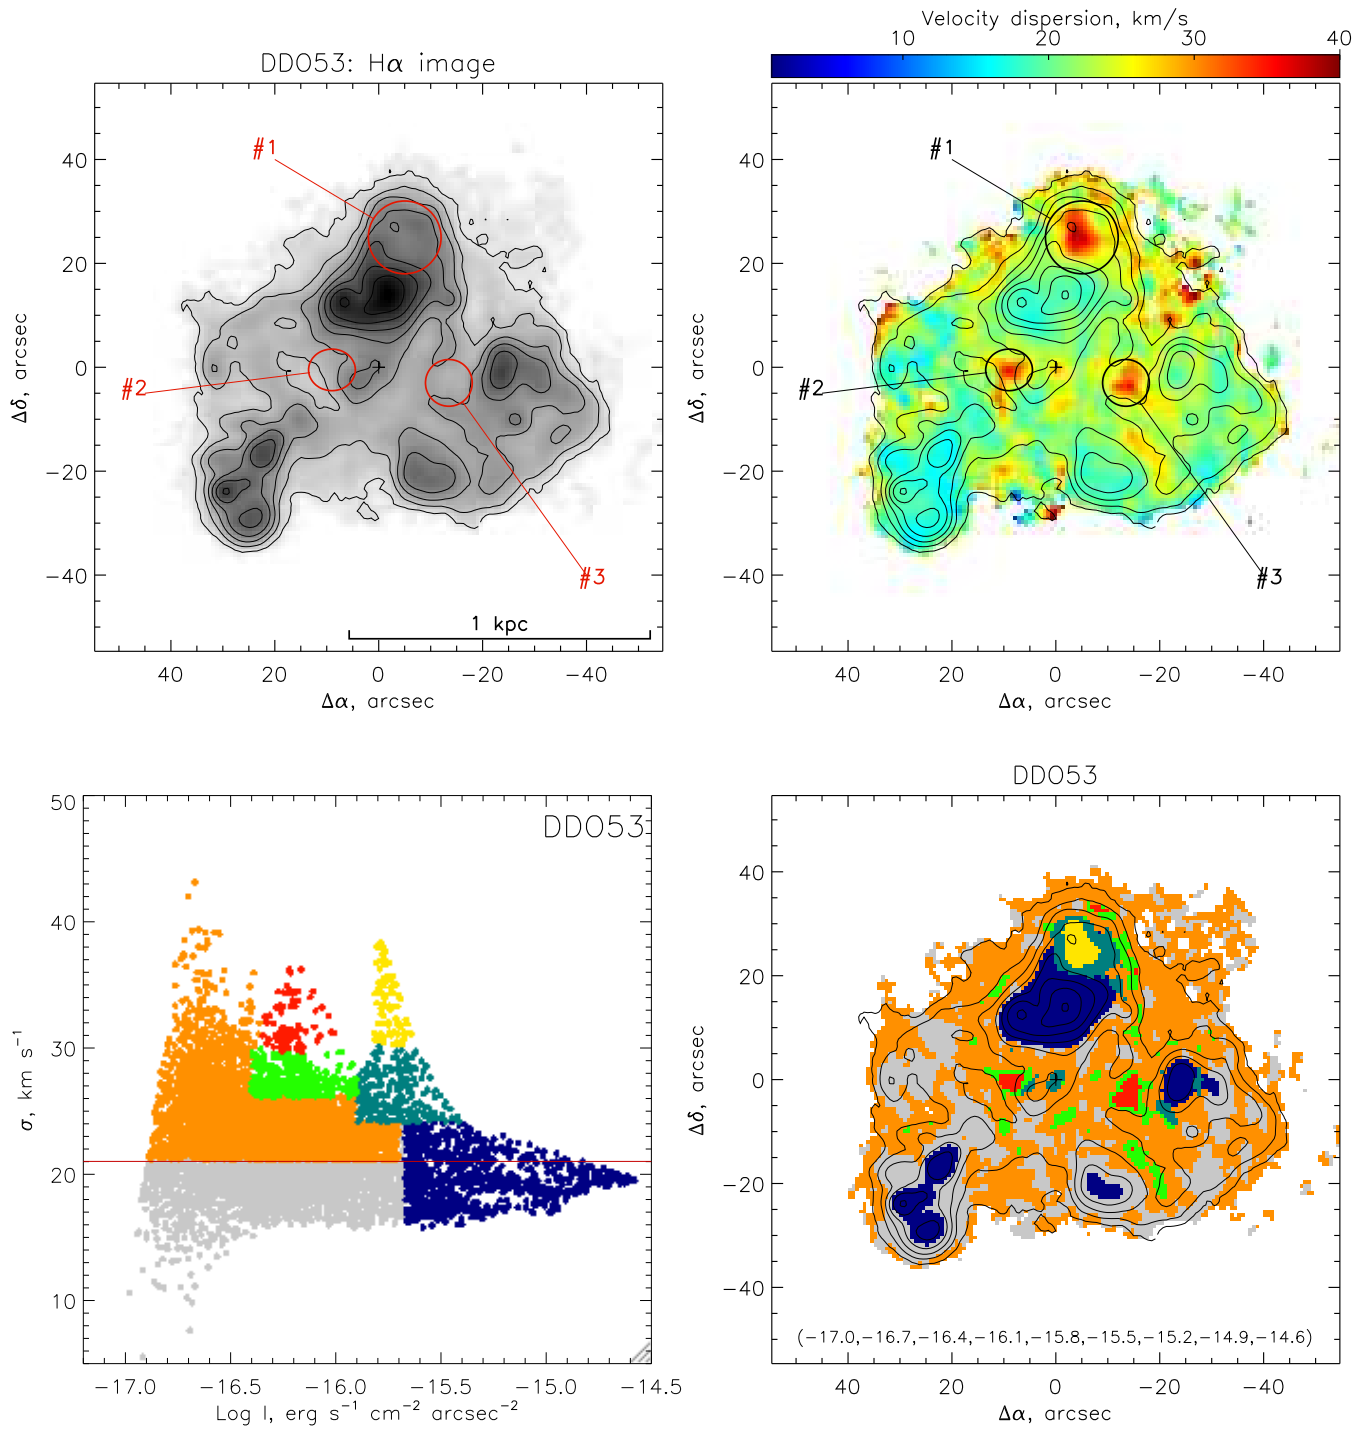 Velocity dispersion, km/s
10 20 30 40
DDO53: Hα image
#1
#2
#3
1 kpc
40
20
0
−20
−40
Δδ, arcsec
40 20 0 −20 −40
Δα, arcsec
#1
#2
#3
40
20
0
−20
−40
Δδ, arcsec
40 20 0 −20 −40
Δα, arcsec
DDO53
50
40
30
20
10
σ, km s⁻¹
−17.0 −16.5 −16.0 −15.5 −15.0 −14.5
Log I, erg s⁻¹ cm⁻² arcsec⁻²
DDO53
40
20
0
−20
−40
Δδ, arcsec
(−17.0,−16.7,−16.4,−16.1,−15.8,−15.5,−15.2,−14.9,−14.6)
40 20 0 −20 −40
Δα, arcsec